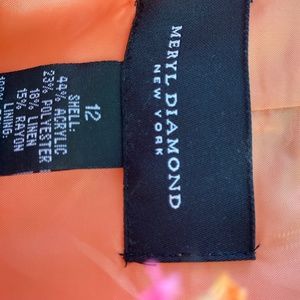 MERYL DIAMOND
NEW YORK
12
SHELL:
44% ACRYLIC
23% POLYESTER
18% LINEN
15% RAYON
LINING: